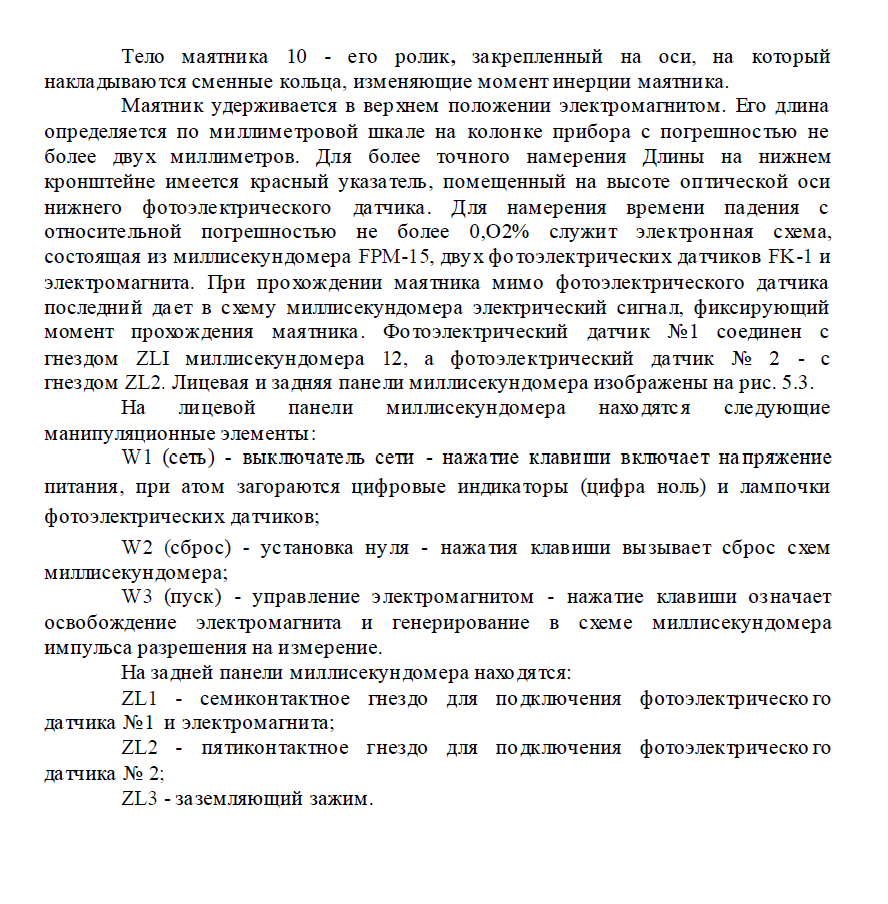 Тело маятника 10 - его ролик, закрепленный на оси, на который
накладываются сменные кольца, изменяющие момент инерции маятника.
Маятник удерживается в верхнем положении электромагнитом. Его длина
определяется по миллиметровой шкале на колонке прибора с погрешностью не
более двух миллиметров. Для более точного намерения Длины на нижнем
кронштейне имеется красный указатель, помещенный на высоте оптической оси
нижнего фотоэлектрического датчика. Для намерения времени падения с
относительной погрешностью не более 0,О2% служит электронная схема,
состоящая из миллисекундомера FPM-15, двух фотоэлектрических датчиков FK-1 и
электромагнита. При прохождении маятника мимо фотоэлектрического датчика
последний дает в схему миллисекундомера электрический сигнал, фиксирующий
момент прохождения маятника. Фотоэлектрический датчик №1 соединен с
гнездом ZLI миллисекундомера 12, а фотоэлектрический датчик № 2 - с
гнездом ZL2. Лицевая и задняя панели миллисекундомера изображены на рис. 5.3.
На лицевой панели миллисекундомера находятся следующие
манипуляционные элементы:
W1 (сеть) - выключатель сети - нажатие клавиши включает напряжение
питания, при атом загораются цифровые индикаторы (цифра ноль) и лампочки
фотоэлектрических датчиков;
W2 (сброс) - установка нуля - нажатия клавиши вызывает сброс схем
миллисекундомера;
W3 (пуск) - управление электромагнитом - нажатие клавиши означает
освобождение электромагнита и генерирование в схеме миллисекундомера
импульса разрешения на измерение.
На задней панели миллисекундомера находятся:
ZL1 - семиконтактное гнездо для подключения фотоэлектрического
датчика №1 и электромагнита;
ZL2 - пятиконтактное гнездо для подключения фотоэлектрического
датчика № 2;
ZL3 - заземляющий зажим.